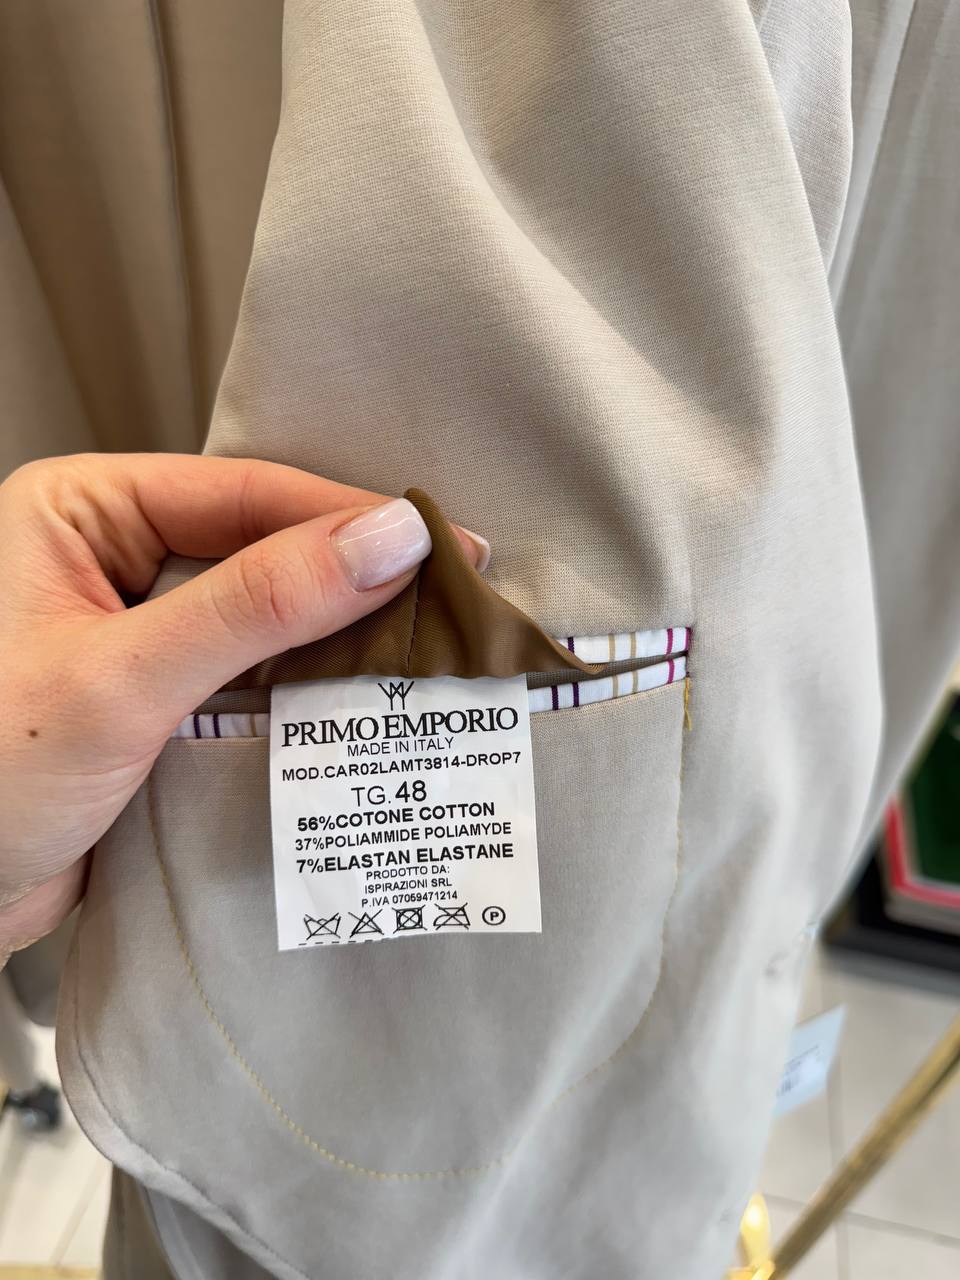 PRIMO EMPORIO
MADE IN ITALY
MOD.CAR02LAMT3814-DROP7
TG.48
56%COTONE COTTON
37%POLIAMMIDE POLIAMYDE
7%ELASTAN ELASTANE
PRODOTTO DA:
ISPIRAZIONI SRL
P.IVA 07059471214
P